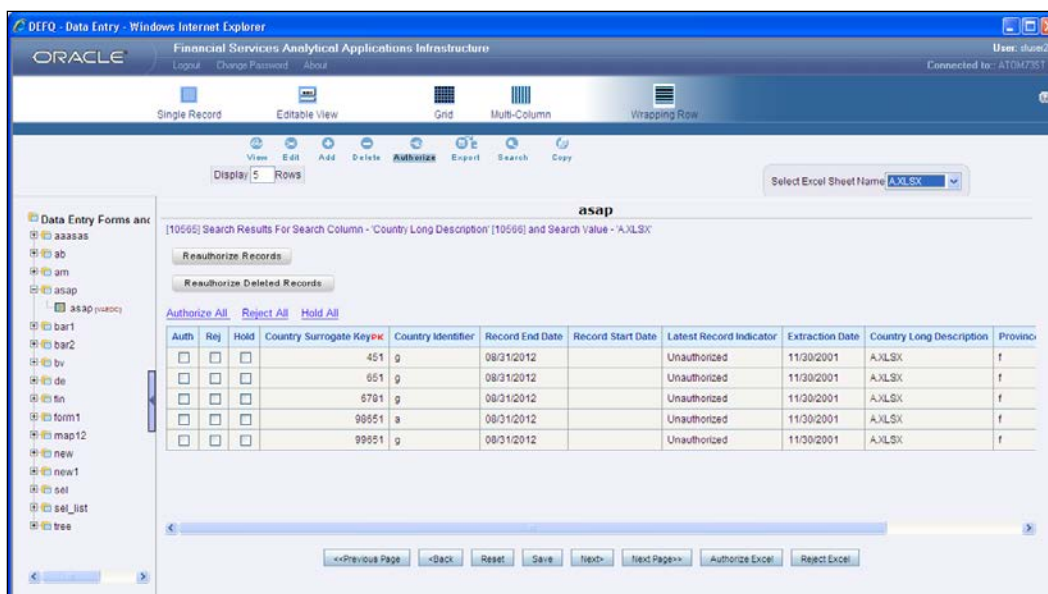 DEFQ - Data Entry - Windows Internet Explorer
ORACLE
Financial Services Analytical Applications Infrastructure
User:
Logout Change Password About
Connected to::
Single Record Editable View Grid Multi-Column Wrapping Row
View Edit Add Delete Authorize Export Search Copy
Display 5 Rows
Select Excel Sheet Name A.XLSX
Data Entry Forms and
aaasas
ab
am
asap
asap
bar1
bar2
bv
de
fin
form1
map12
new
new1
sel
sel_list
tree
asap
[10565] Search Results For Search Column - 'Country Long Description' [10566] and Search Value - 'A.XLSX'
Reauthorize Records
Reauthorize Deleted Records
Authorize All Reject All Hold All
Auth Rej Hold Country Surrogate KeyPK Country Identifier Record End Date Record Start Date Latest Record Indicator Extraction Date Country Long Description Province
451 g 08/31/2012 Unauthorized 11/30/2001 A.XLSX f
651 g 08/31/2012 Unauthorized 11/30/2001 A.XLSX f
6781 g 08/31/2012 Unauthorized 11/30/2001 A.XLSX f
98651 a 08/31/2012 Unauthorized 11/30/2001 A.XLSX f
99651 g 08/31/2012 Unauthorized 11/30/2001 A.XLSX f
<<Previous Page <Back Reset Save Next> Next Page>> Authorize Excel Reject Excel